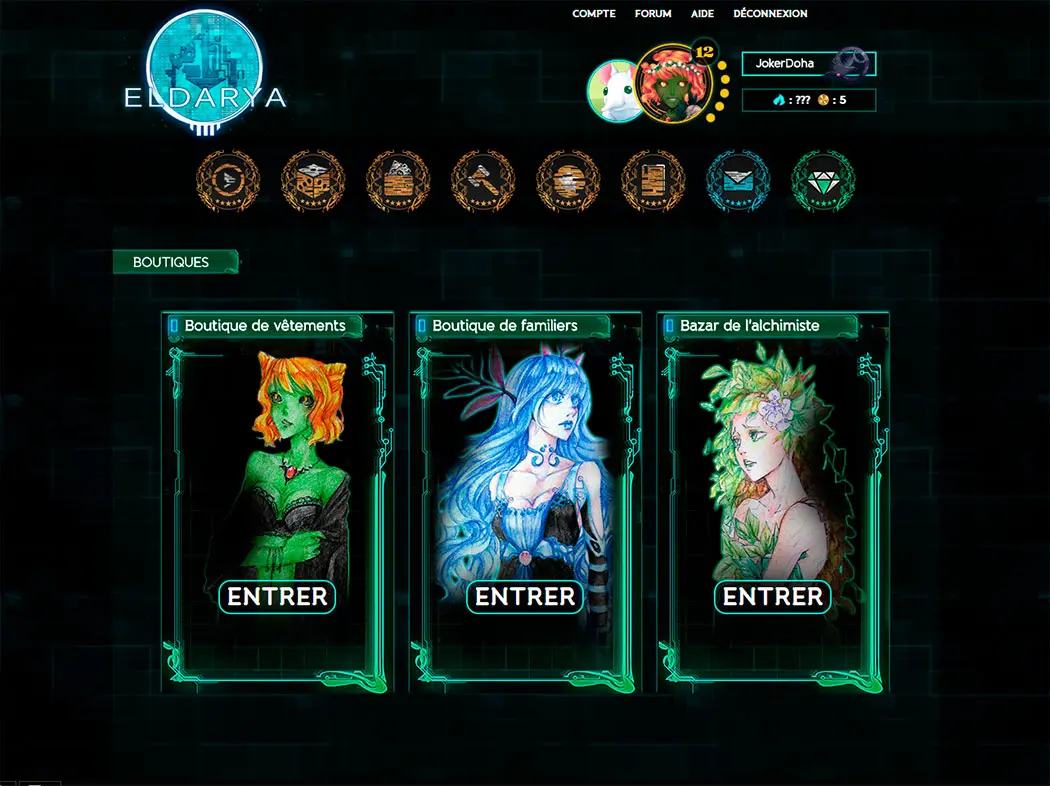 COMPTE FORUM AIDE DÉCONNEXION
ELDARYA
12
JokerDoha
: ??? : 5
BOUTIQUES
Boutique de vêtements
Boutique de familiers
Bazar de l'alchimiste
ENTRER
ENTRER
ENTRER